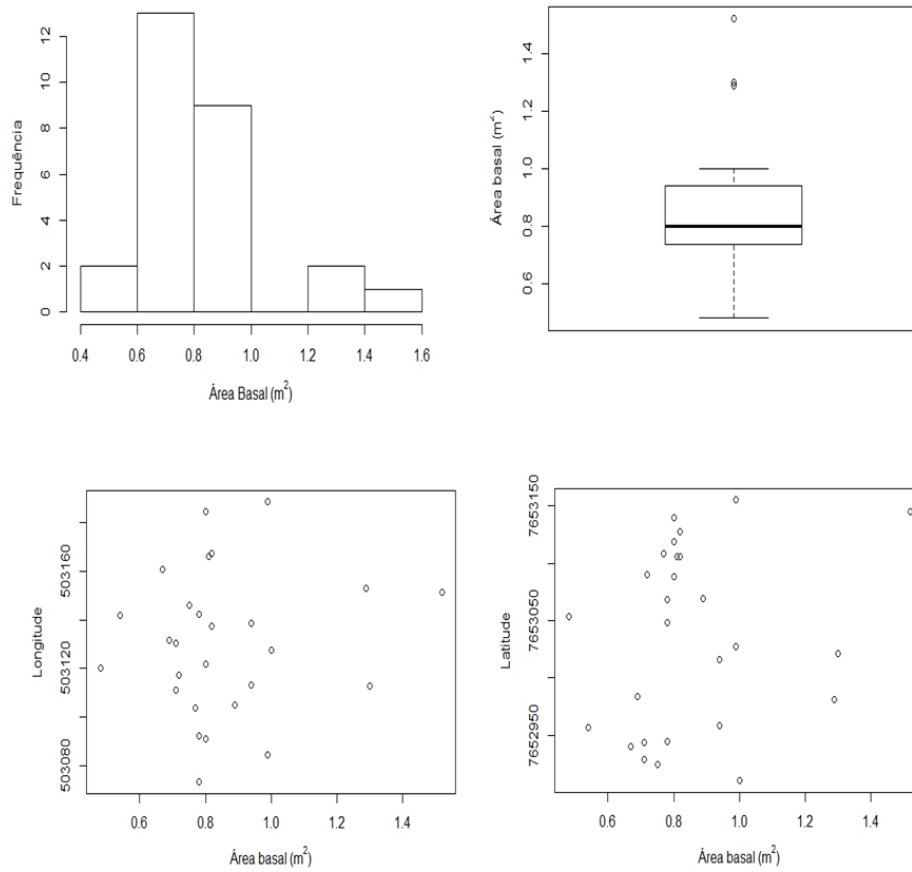 Frequência
12
10
8
6
4
2
0
0.4 0.6 0.8 1.0 1.2 1.4 1.6
Área Basal (m²)
Área basal (m²)
1.4
1.2
1.0
0.8
0.6
Longitude
503160
503120
503080
0.6 0.8 1.0 1.2 1.4
Área basal (m²)
Latitude
7653150
7653050
7652950
0.6 0.8 1.0 1.2 1.4
Área basal (m²)